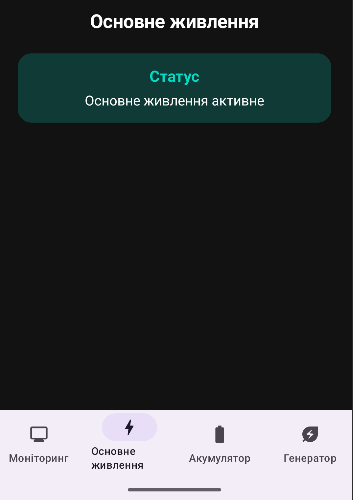 Основне живлення
Статус
Основне живлення активне
Моніторинг
Основне
живлення
Акумулятор
Генератор